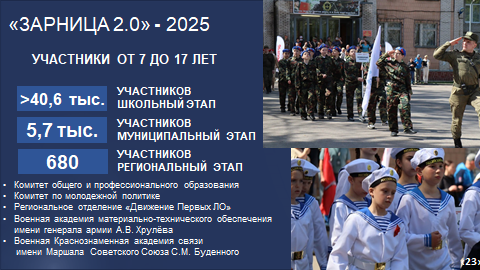 «ЗАРНИЦА 2.0» - 2025
УЧАСТНИКИ ОТ 7 ДО 17 ЛЕТ
>40,6 тыс.
УЧАСТНИКОВ
ШКОЛЬНЫЙ ЭТАП
5,7 тыс.
УЧАСТНИКОВ
МУНИЦИПАЛЬНЫЙ ЭТАП
680
УЧАСТНИКОВ
РЕГИОНАЛЬНЫЙ ЭТАП
• Комитет общего и профессионального образования
• Комитет по молодежной политике
• Региональное отделение «Движение Первых ЛО»
• Военная академия материально-технического обеспечения
имени генерала армии А.В. Хрулёва
• Военная Краснознаменная академия связи
имени Маршала Советского Союза С.М. Буденного
23